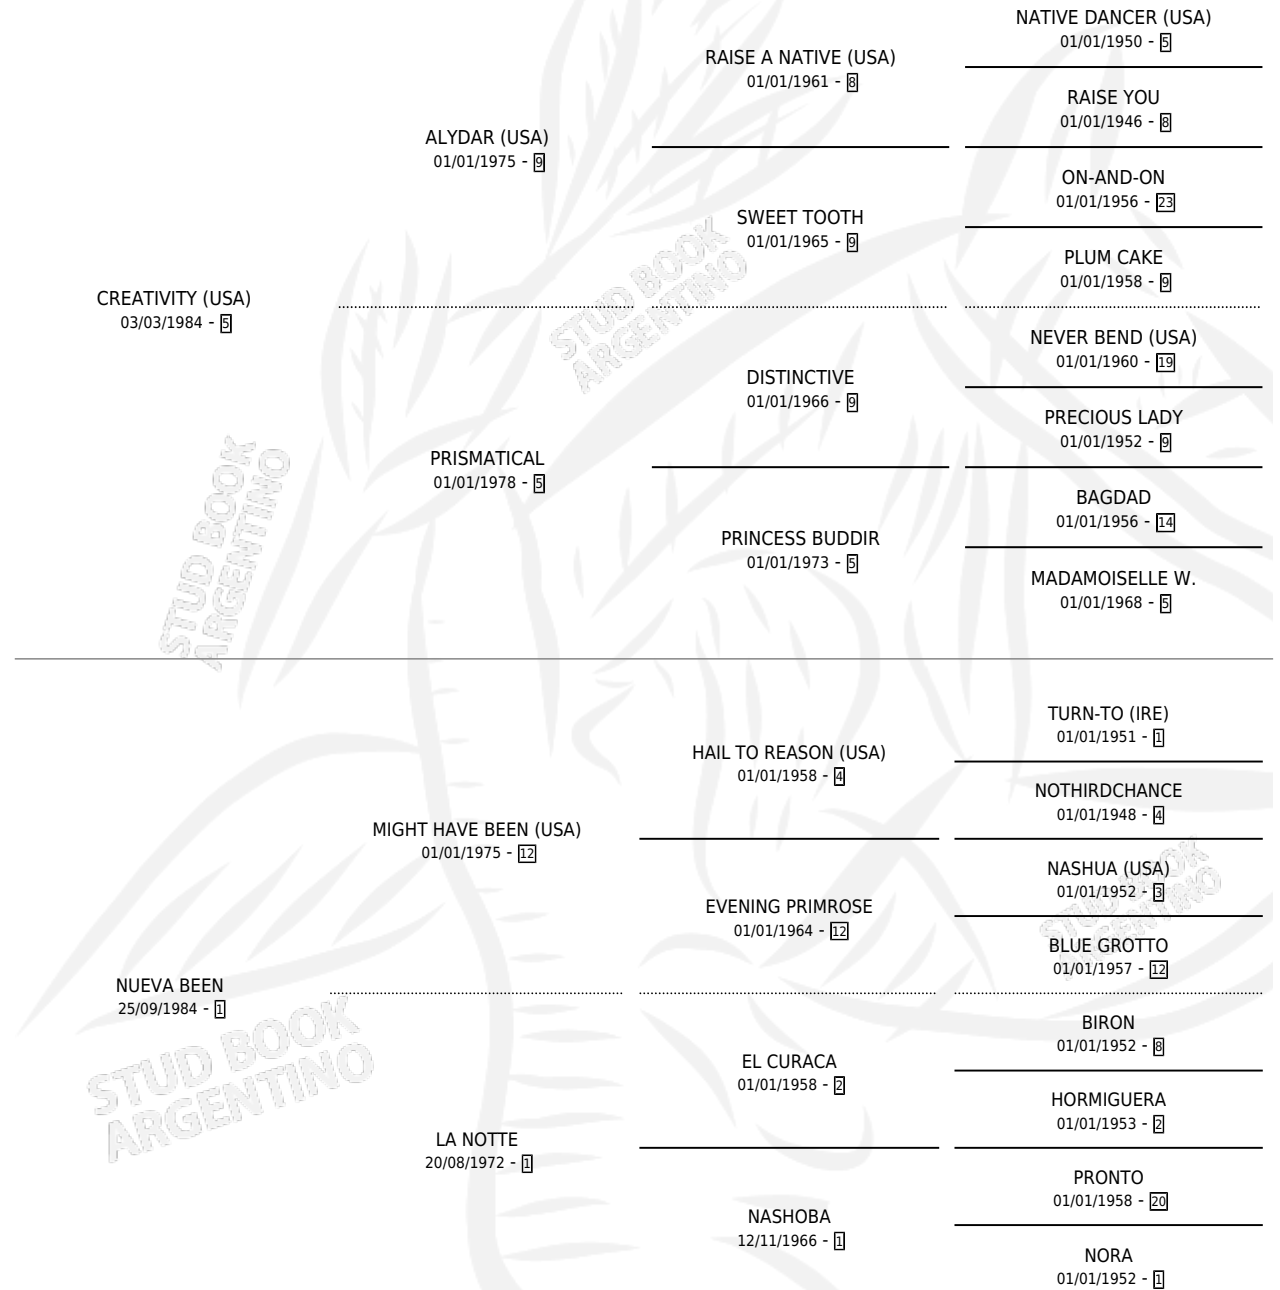 NATIVE DANCER (USA)
01/01/1950 - 5
RAISE A NATIVE (USA)
01/01/1961 - 8
RAISE YOU
01/01/1946 - 8
ALYDAR (USA)
01/01/1975 - 9
ON-AND-ON
01/01/1956 - 23
SWEET TOOTH
01/01/1965 - 9
PLUM CAKE
01/01/1958 - 9
CREATIVITY (USA)
03/03/1984 - 5
NEVER BEND (USA)
01/01/1960 - 19
DISTINCTIVE
01/01/1966 - 9
PRECIOUS LADY
01/01/1952 - 9
PRISMATICAL
01/01/1978 - 5
BAGDAD
01/01/1956 - 14
PRINCESS BUDDIR
01/01/1973 - 5
MADAMOISELLE W.
01/01/1968 - 5
STUD BOOK
ARGENTINO
STUD BOOK
ARGENTINO
TURN-TO (IRE)
01/01/1951 - 1
HAIL TO REASON (USA)
01/01/1958 - 4
NOTHIRDCHANCE
01/01/1948 - 4
MIGHT HAVE BEEN (USA)
01/01/1975 - 12
NASHUA (USA)
01/01/1952 - 3
EVENING PRIMROSE
01/01/1964 - 12
BLUE GROTTO
01/01/1957 - 12
STUD BOOK
ARGENTINO
NUEVA BEEN
25/09/1984 - 1
BIRON
01/01/1952 - 8
EL CURACA
01/01/1958 - 2
HORMIGUERA
01/01/1953 - 2
LA NOTTE
20/08/1972 - 1
PRONTO
01/01/1958 - 20
NASHOBA
12/11/1966 - 1
NORA
01/01/1952 - 1
STUD BOOK
ARGENTINO